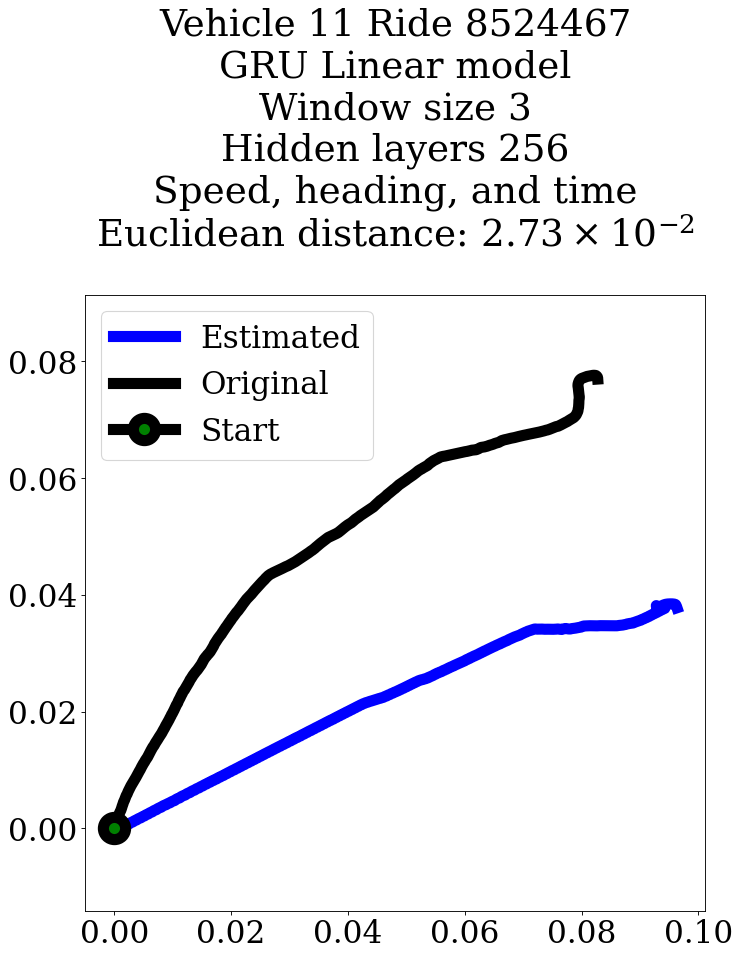 Vehicle 11 Ride 8524467
GRU Linear model
Window size 3
Hidden layers 256
Speed, heading, and time
Euclidean distance: 2.73 × 10⁻²
Estimated
Original
Start
0.08
0.06
0.04
0.02
0.00
0.00 0.02 0.04 0.06 0.08 0.10